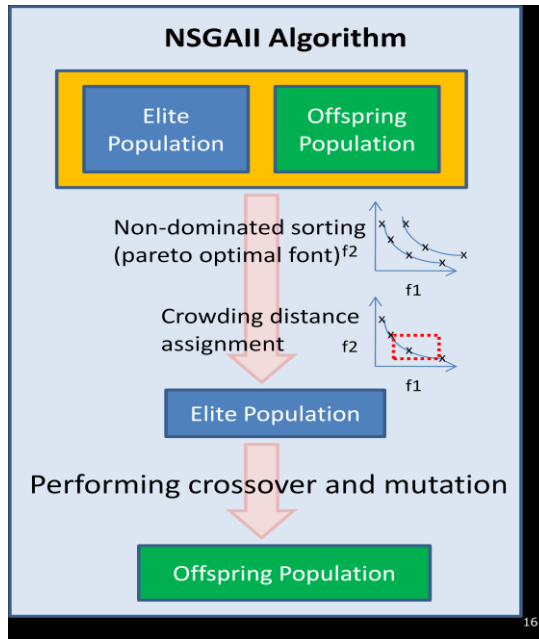 NSGAII Algorithm
Elite
Population
Offspring
Population
Non-dominated sorting
(pareto optimal font)
f2
f1
Crowding distance
assignment
f2
f1
Elite Population
Performing crossover and mutation
Offspring Population
16